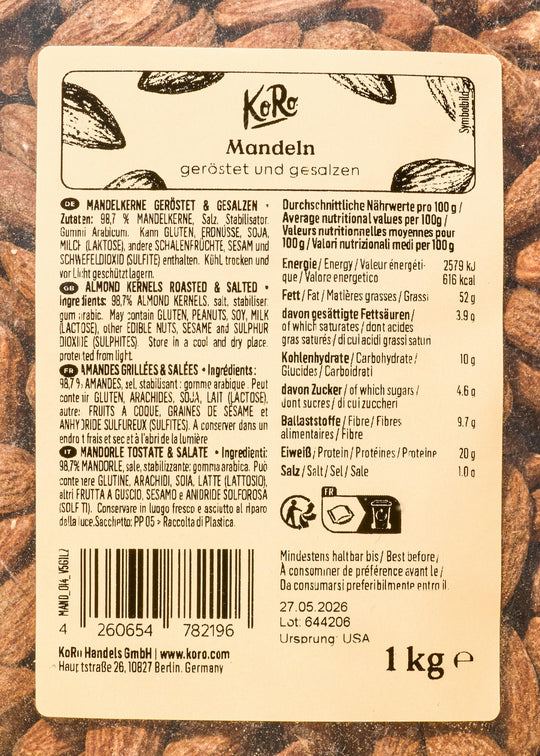 KoRo
Mandeln
geröstet und gesalzen
Symbolbild
DE MANDELKERNE GERÖSTET & GESALZEN •
Zutaten: 98,7 % MANDELKERNE, Salz. Stabilisator
Gummi Arabicum. Kann GLUTEN, ERDNÜSSE, SOJA,
MILCH (LAKTOSE), andere SCHALENFRÜCHTE, SESAM und
SCHWEFELDIOXID (SULFITE) enthalten. Kühl, trocken und
vor Licht geschützt lagern.
GB ALMOND KERNELS ROASTED & SALTED •
Ingredients: 98,7% ALMOND KERNELS, salt, stabiliser:
gum arabic. May contain GLUTEN, PEANUTS, SOY, MILK
(LACTOSE), other EDIBLE NUTS, SESAME and SULPHUR
DIOXIDE (SULPHITES). Store in a cool and dry place,
protected from light.
FR AMANDES GRILLÉES & SALÉES • Ingrédients:
98,7% AMANDES, sel, stabilisant : gomme arabique. Peut
contenir GLUTEN, ARACHIDES, SOJA, LAIT (LACTOSE),
autres FRUITS À COQUE, GRAINES DE SÉSAME et
ANHYDRIDE SULFUREUX (SULFITES). A conserver dans un
endroit frais et sec et à l'abri de la lumière
IT MANDORLE TOSTATE & SALATE • Ingredienti:
98,7% MANDORLE, sale, stabilizzante: gomma arabica. Può
contenere GLUTINE, ARACHIDI, SOIA, LATTE (LATTOSIO),
altri FRUTTA A GUSCIO, SESAMO e ANIDRIDE SOLFOROSA
(SOLFITI). Conservare in luogo fresco e asciutto al riparo
dalla luce.Sacchetto: PP 05 > Raccolta di Plastica.
Durchschnittliche Nährwerte pro 100 g /
Average nutritional values per 100g /
Valeurs nutritionnelles moyennes pour
100 g / Valori nutrizionali medi per 100g
Energie / Energy / Valeur énergéti- 2579 kJ
que / Valore energetico 616 kcal
Fett / Fat / Matières grasses / Grassi 52 g
davon gesättigte Fettsäuren / 3.9 g
of which saturates / dont acides
gras saturés / di cui acidi grassi saturi
Kohlenhydrate / Carbohydrate / 10 g
Glucides / Carboidrati
davon Zucker / of which sugars / 4.6 g
dont sucres / di cui zuccheri
Ballaststoffe / Fibre / Fibres 9.7 g
alimentaires / Fibre
Eiweiß / Protein / Protéines / Proteine 20 g
Salz / Salt / Sel / Sale 1.0 g
FR
MAND_014_V5G1L2
4 260654 782196
KoRo Handels GmbH | www.koro.com
Hauptstraße 26, 10827 Berlin, Germany
Mindestens haltbar bis / Best before /
À consommer de préférence avant le /
Da consumarsi preferibilmente entro il:
27.05.2026
Lot: 644206
Ursprung: USA
1 kg ℮